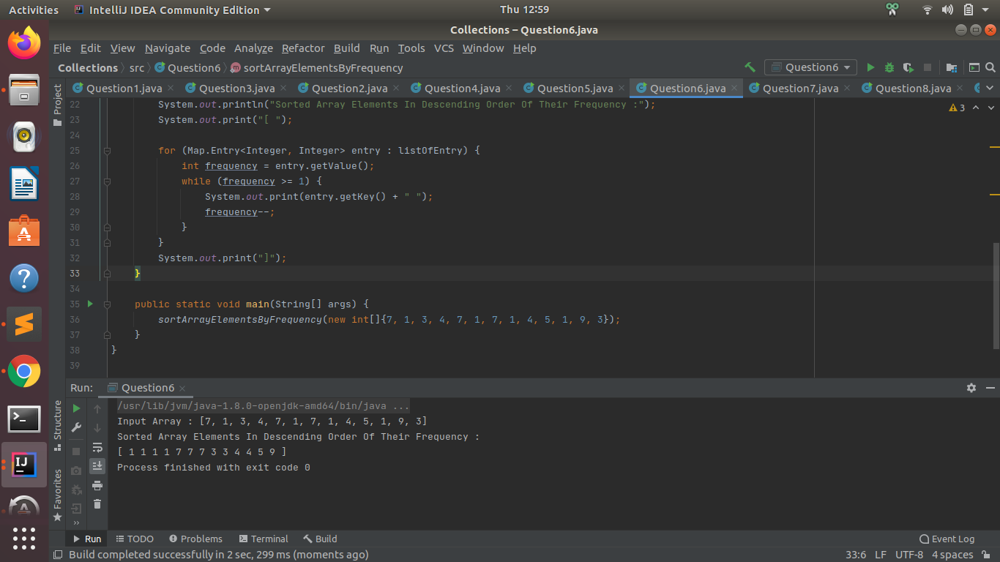 Activities IntelliJ IDEA Community Edition Thu 12:59
Collections – Question6.java
File Edit View Navigate Code Analyze Refactor Build Run Tools VCS Window Help
Collections src Question6 sortArrayElementsByFrequency Question6
Question1.java Question3.java Question2.java Question4.java Question5.java Question6.java Question7.java Question8.java
Project
22 System.out.println("Sorted Array Elements In Descending Order Of Their Frequency :"); 3
23 System.out.print("[ ");
24
25 for (Map.Entry<Integer, Integer> entry : listOfEntry) {
26 int frequency = entry.getValue();
27 while (frequency >= 1) {
28 System.out.print(entry.getKey() + " ");
29 frequency--;
30 }
31 }
32 System.out.print("]");
33 }
34
35 public static void main(String[] args) {
36 sortArrayElementsByFrequency(new int[]{7, 1, 3, 4, 7, 1, 7, 1, 4, 5, 1, 9, 3});
37 }
38 }
39
Run: Question6
/usr/lib/jvm/java-1.8.0-openjdk-amd64/bin/java ...
Input Array : [7, 1, 3, 4, 7, 1, 7, 1, 4, 5, 1, 9, 3]
Sorted Array Elements In Descending Order Of Their Frequency :
[ 1 1 1 1 7 7 7 3 3 4 4 5 9 ]
Process finished with exit code 0
Structure
Favorites
Run TODO Problems Terminal Build Event Log
Build completed successfully in 2 sec, 299 ms (moments ago) 33:6 LF UTF-8 4 spaces